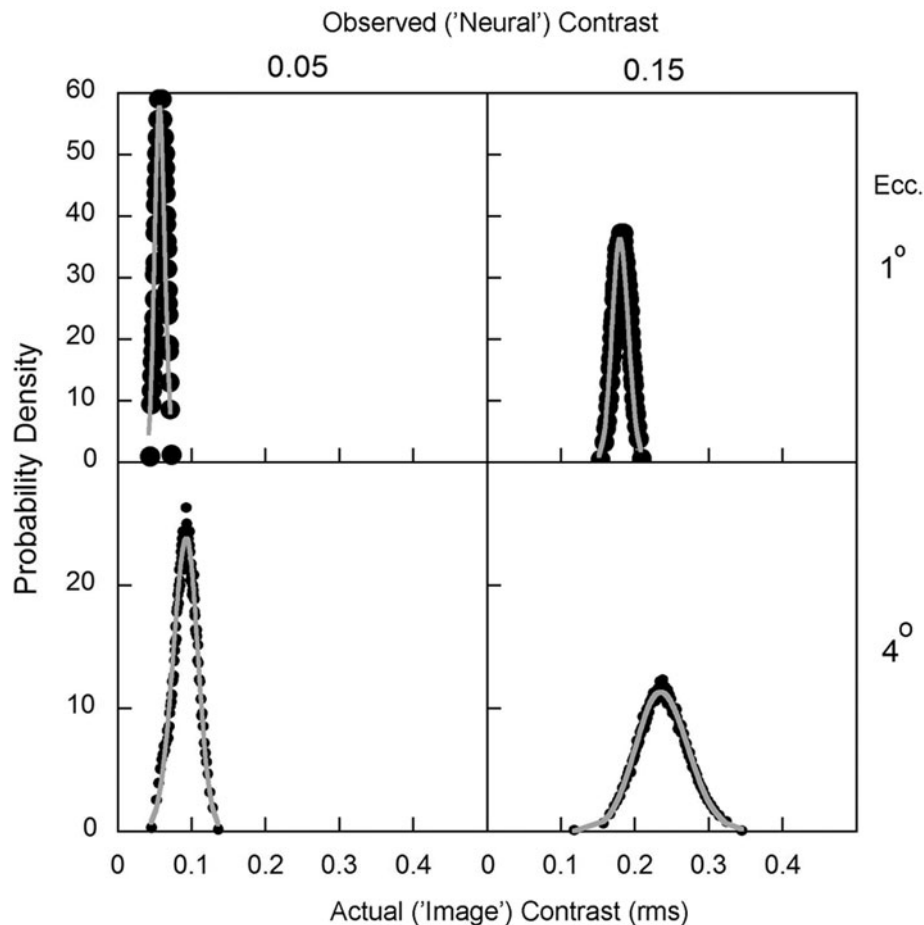 Observed ('Neural') Contrast
0.05 0.15
60
50
40
30
20
10
0
Ecc.
1o
Probability Density
20
10
0
4o
0 0.1 0.2 0.3 0.4 0 0.1 0.2 0.3 0.4
Actual ('Image') Contrast (rms)